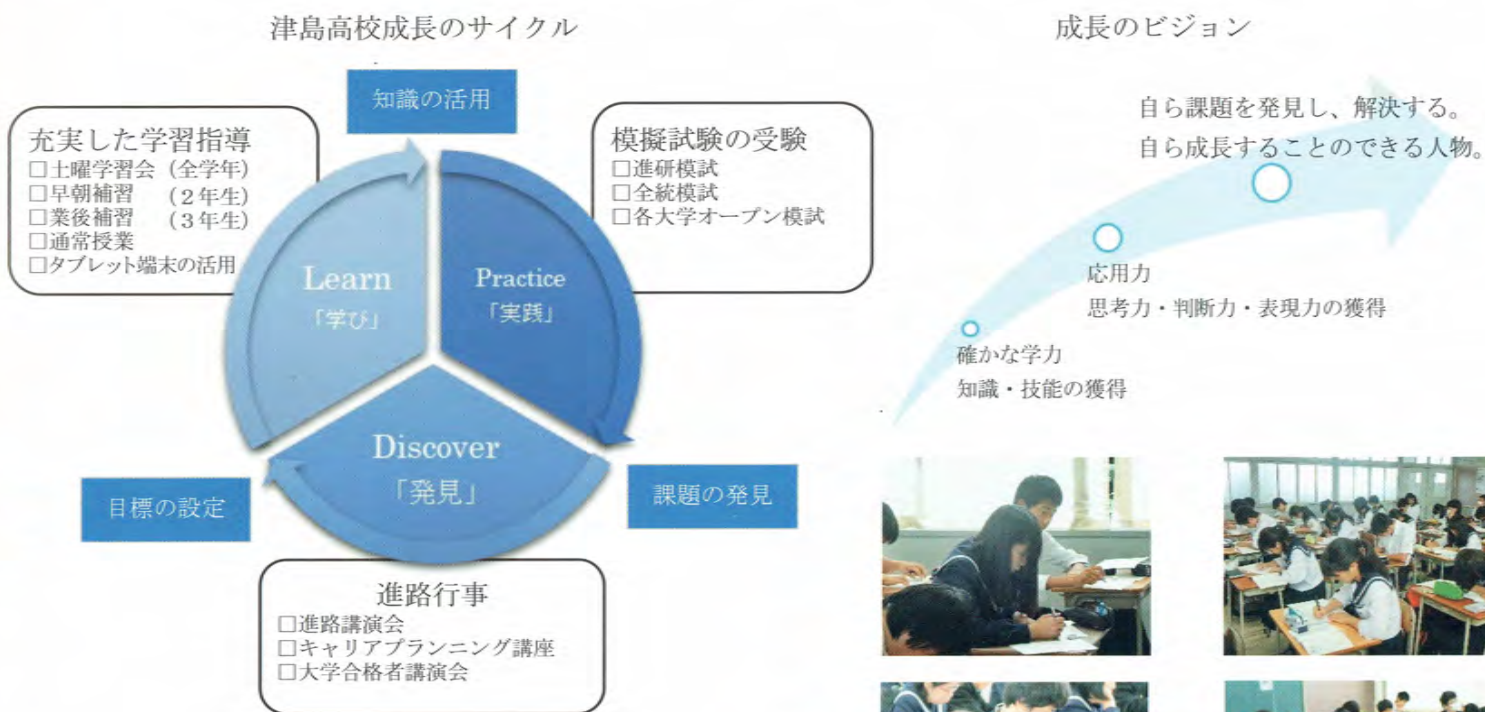 津島高校成長のサイクル
知識の活用
充実した学習指導
□土曜学習会（全学年）
□早朝補習　（２年生）
□業後補習　（３年生）
□通常授業
□タブレット端末の活用
模擬試験の受験
□進研模試
□全統模試
□各大学オープン模試
Learn
「学び」
Practice
「実践」
Discover
「発見」
目標の設定
課題の発見
進路行事
□進路講演会
□キャリアプランニング講座
□大学合格者講演会
成長のビジョン
自ら課題を発見し、解決する。
自ら成長することのできる人物。
応用力
思考力・判断力・表現力の獲得
確かな学力
知識・技能の獲得